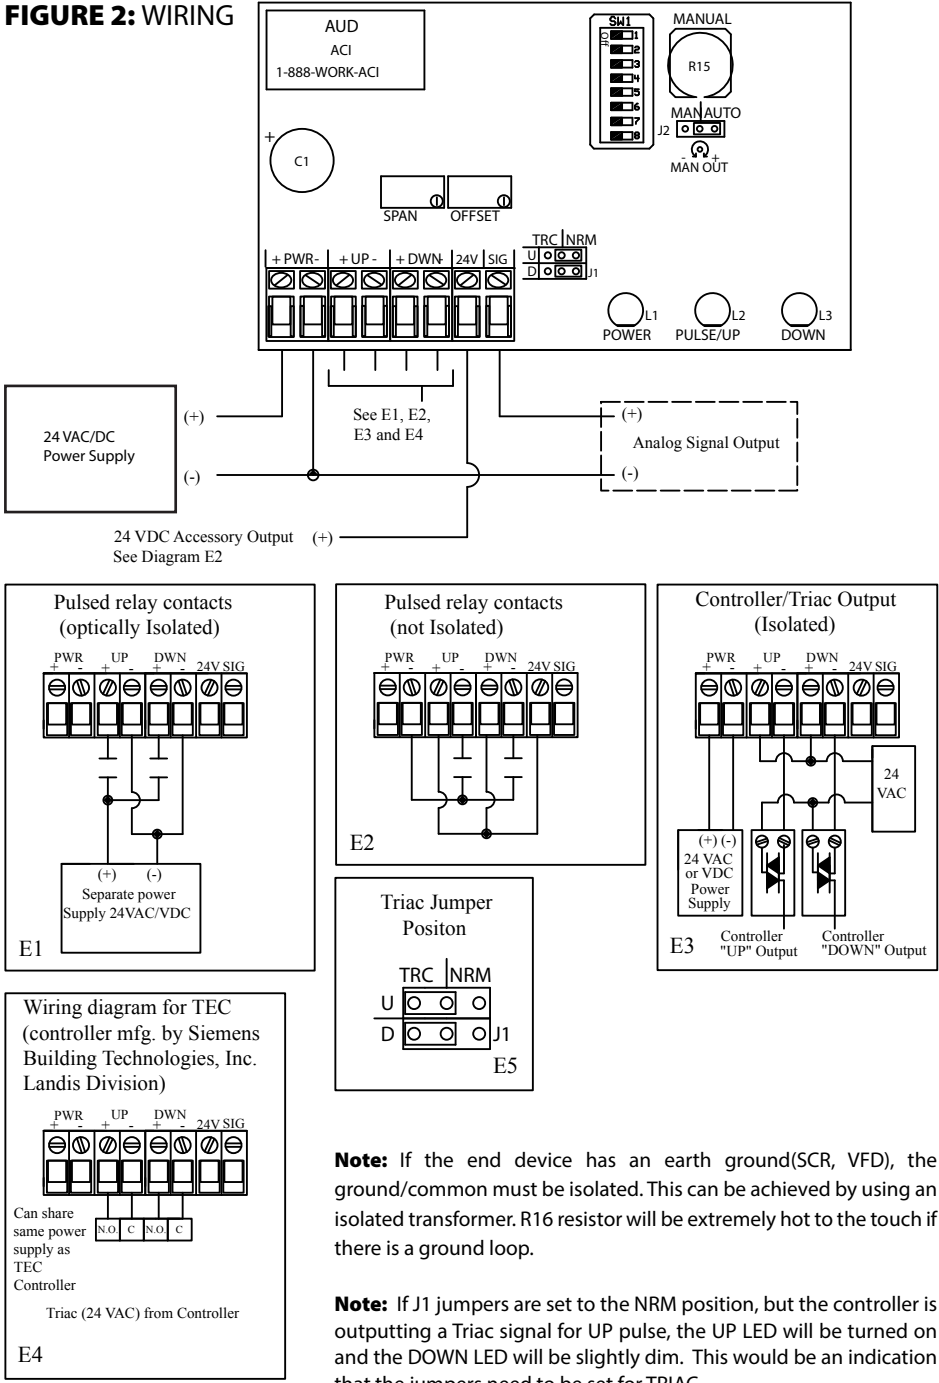 FIGURE 2: WIRING
AUD
ACI
1-888-WORK-ACI
SW1
Off
1
2
3
4
5
6
7
8
MANUAL
R15
MAN AUTO
J2
- +
MAN OUT
+
C1
SPAN
OFFSET
TRC NRM
U
D
J1
+ PWR-
+ UP -
+ DWN-
24V
SIG
L1
POWER
L2
PULSE/UP
L3
DOWN
24 VAC/DC
Power Supply
(+)
(-)
See E1, E2,
E3 and E4
(+)
Analog Signal Output
(-)
24 VDC Accessory Output (+)
See Diagram E2
Pulsed relay contacts
(optically Isolated)
PWR UP DWN
+ - + - + - 24V SIG
(+) (-)
Separate power
Supply 24VAC/VDC
E1
Pulsed relay contacts
(not Isolated)
PWR UP DWN
+ - + - + - 24V SIG
E2
Controller/Triac Output
(Isolated)
PWR UP DWN
+ - + - + - 24V SIG
24
VAC
(+) (-)
24 VAC
or VDC
Power
Supply
Controller
"UP" Output
Controller
"DOWN" Output
E3
Triac Jumper
Positon
TRC NRM
U
D
J1
E5
Wiring diagram for TEC
(controller mfg. by Siemens
Building Technologies, Inc.
Landis Division)
PWR UP DWN
+ - + - + - 24V SIG
N.O. C N.O. C
Can share
same power
supply as
TEC
Controller
Triac (24 VAC) from Controller
E4
Note: If the end device has an earth ground(SCR, VFD), the
ground/common must be isolated. This can be achieved by using an
isolated transformer. R16 resistor will be extremely hot to the touch if
there is a ground loop.
Note: If J1 jumpers are set to the NRM position, but the controller is
outputting a Triac signal for UP pulse, the UP LED will be turned on
and the DOWN LED will be slightly dim. This would be an indication
that the jumpers need to be set for TRIAC